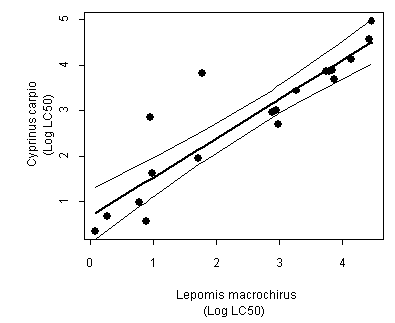 Cyprinus carpio
(Log LC50)
5
4
3
2
1
0 1 2 3 4
Lepomis macrochirus
(Log LC50)